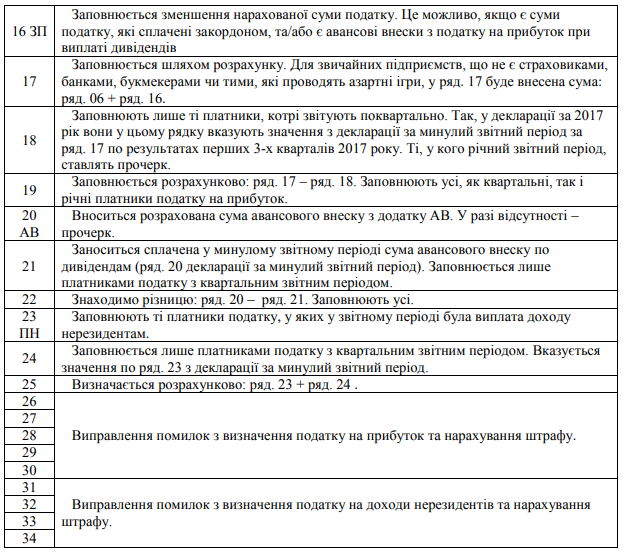 16 ЗП
Заповнюється зменшення нарахованої суми податку. Це можливо, якщо є суми
податку, які сплачені закордоном, та/або є авансові внески з податку на прибуток при
виплаті дивідендів
17
Заповнюється шляхом розрахунку. Для звичайних підприємств, що не є страховиками,
банками, букмекерами чи тими, які проводять азартні ігри, у ряд. 17 буде внесена сума:
ряд. 06 + ряд. 16.
18
Заповнюють лише ті платники, котрі звітують поквартально. Так, у декларації за 2017
рік вони у цьому рядку вказують значення з декларації за минулий звітний період за
ряд. 17 по результатах перших 3-х кварталів 2017 року. Ті, у кого річний звітний період,
ставлять прочерк.
19
Заповнюється розрахунково: ряд. 17 – ряд. 18. Заповнюють усі, як квартальні, так і
річні платники податку на прибуток.
20
АВ
Вноситься розрахована сума авансового внеску з додатку АВ. У разі відсутності –
прочерк.
21
Заноситься сплачена у минулому звітному періоді сума авансового внеску по
дивідендам (ряд. 20 декларації за минулий звітний період). Заповнюється лише
платниками податку з квартальним звітним періодом.
22
Знаходимо різницю: ряд. 20 – ряд. 21. Заповнюють усі.
23
ПН
Заповнюють ті платники податку, у яких у звітному періоді була виплата доходу
нерезидентам.
24
Заповнюється лише платниками податку з квартальним звітним періодом. Вказується
значення по ряд. 23 з декларації за минулий звітний період.
25
Визначається розрахунково: ряд. 23 + ряд. 24 .
26
27
28
29
30
Виправлення помилок з визначення податку на прибуток та нарахування штрафу.
31
32
33
34
Виправлення помилок з визначення податку на доходи нерезидентів та нарахування
штрафу.